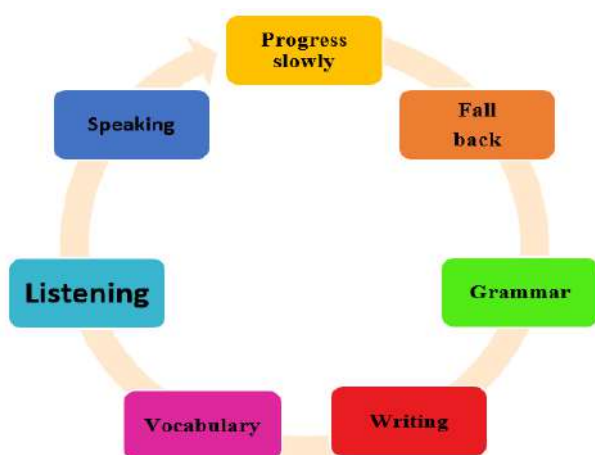 Progress
slowly
Fall
back
Grammar
Writing
Vocabulary
Listening
Speaking